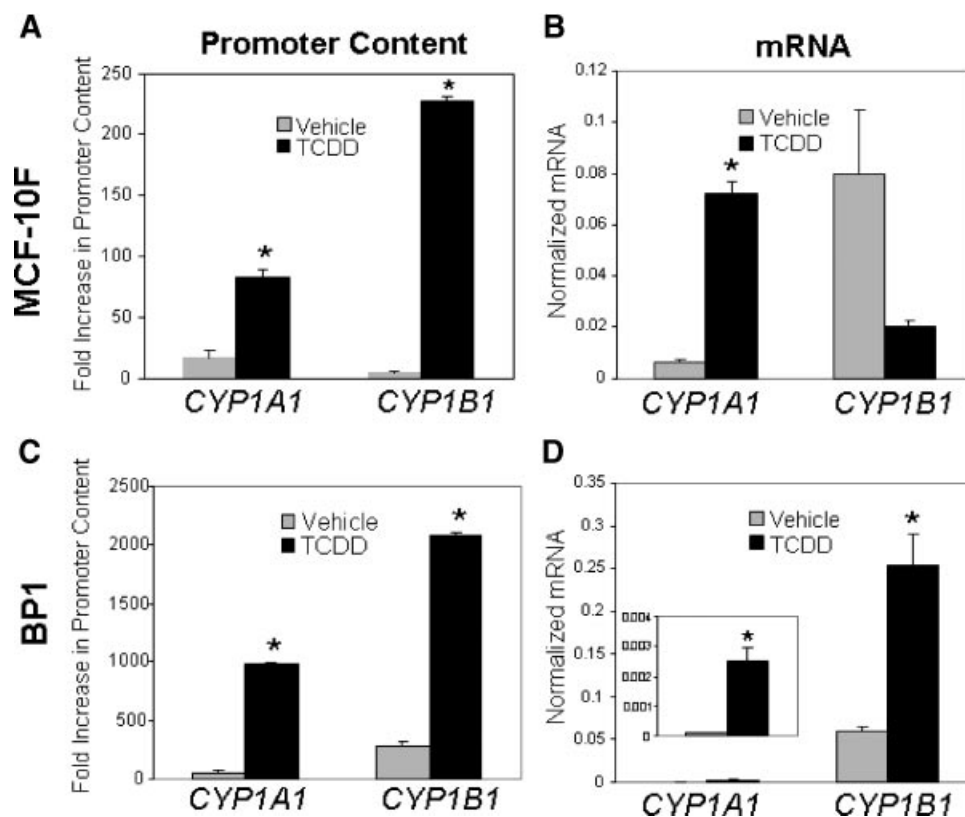 A
Promoter Content
B
mRNA
MCF-10F
Fold Increase in Promoter Content
250
200
150
100
50
0
Vehicle
TCDD
*
*
CYP1A1
CYP1B1
Normalized mRNA
0.12
0.1
0.08
0.06
0.04
0.02
0
Vehicle
TCDD
*
CYP1A1
CYP1B1
C
D
BP1
Fold Increase in Promoter Content
2500
2000
1500
1000
500
0
Vehicle
TCDD
*
*
CYP1A1
CYP1B1
Normalized mRNA
0.35
0.3
0.25
0.2
0.15
0.1
0.05
0
Vehicle
TCDD
*
0.004
0.003
0.002
0.001
0
*
CYP1A1
CYP1B1